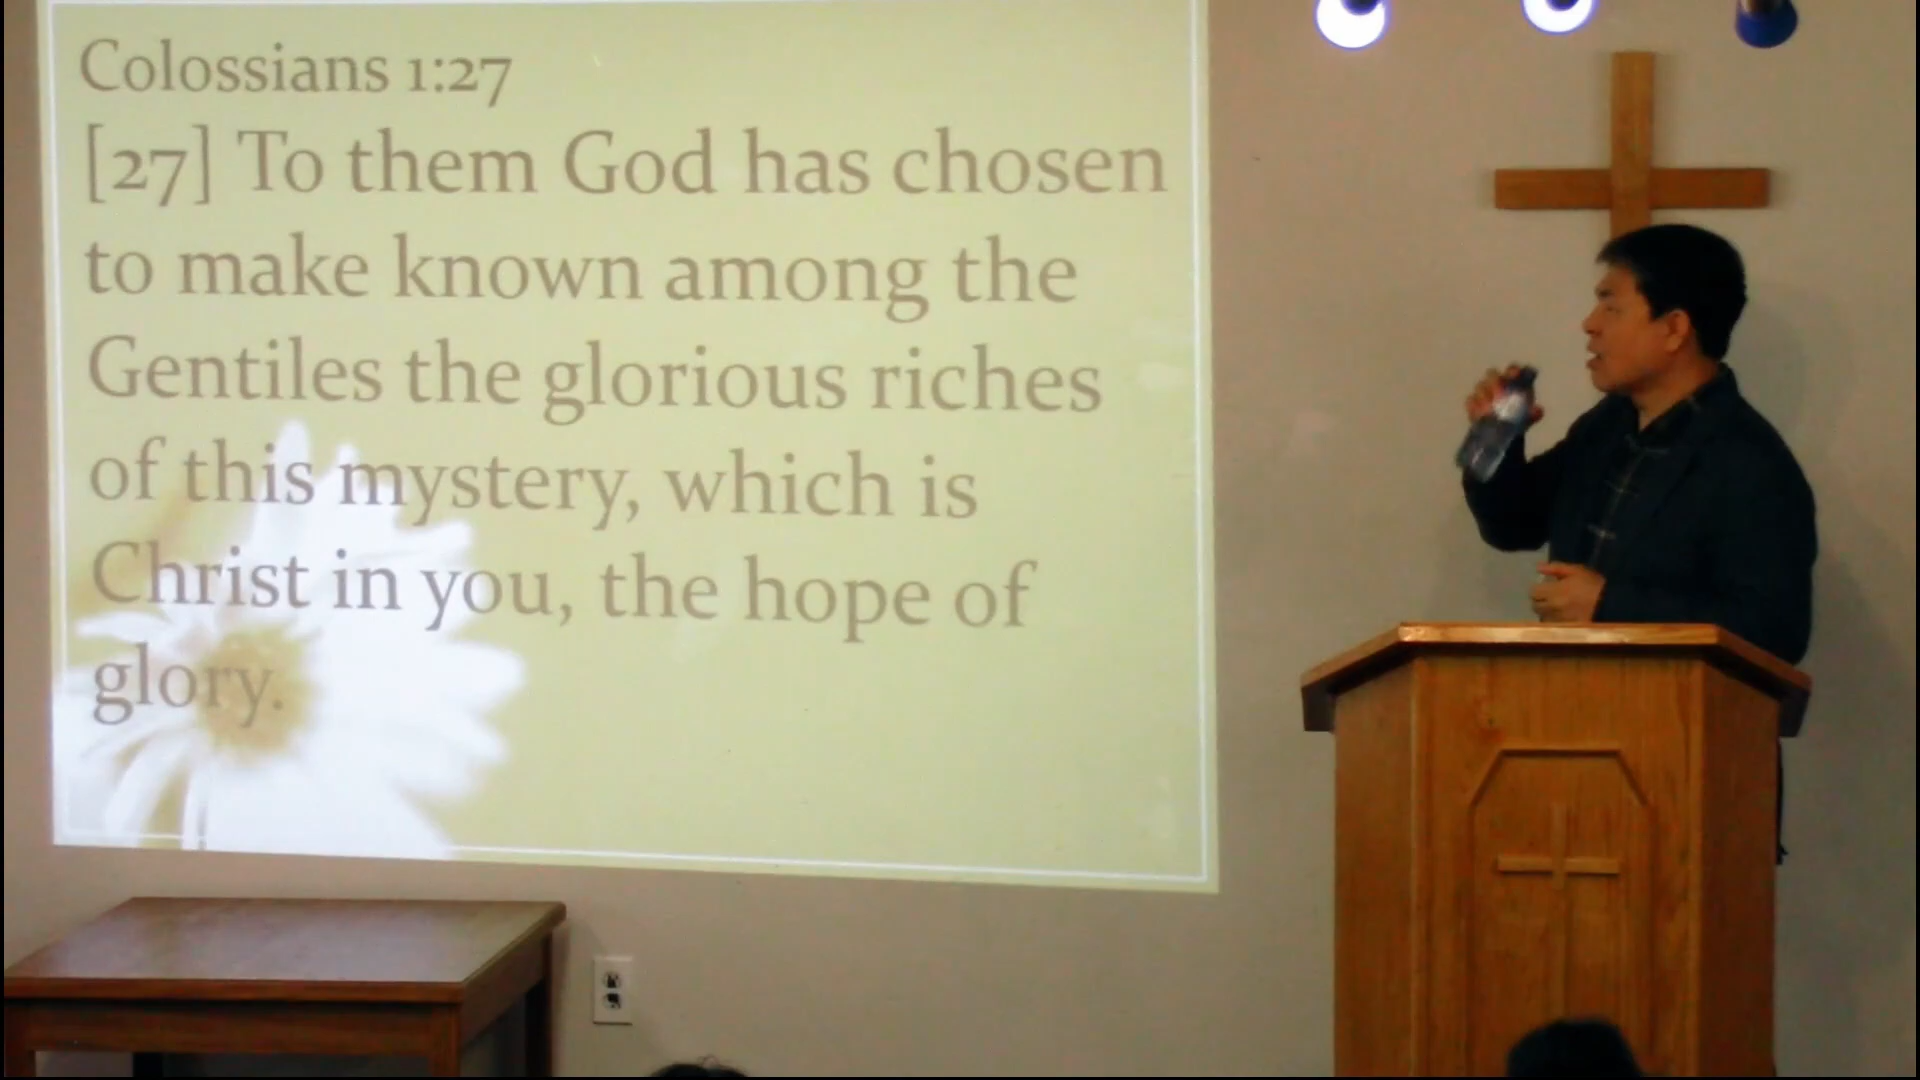 Colossians 1:27
[27] To them God has chosen
to make known among the
Gentiles the glorious riches
of this mystery, which is
Christ in you, the hope of
glory.